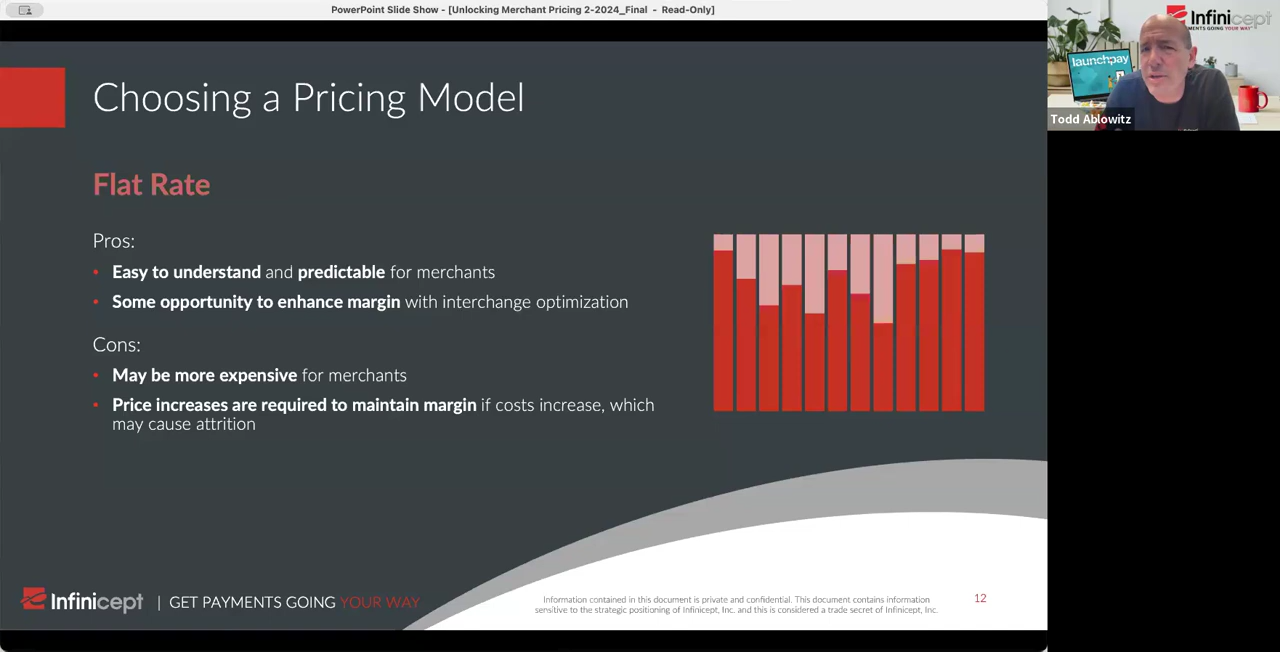 PowerPoint Slide Show - [Unlocking Merchant Pricing 2-2024_Final - Read-Only]
Choosing a Pricing Model
Flat Rate
Pros:
• Easy to understand and predictable for merchants
• Some opportunity to enhance margin with interchange optimization
Cons:
• May be more expensive for merchants
• Price increases are required to maintain margin if costs increase, which
may cause attrition
Infinicept | GET PAYMENTS GOING YOUR WAY
Information contained in this document is private and confidential. This document contains information
sensitive to the strategic positioning of Infinicept, Inc. and this is considered a trade secret of Infinicept, Inc.
12
Infinicept
PAYMENTS GOING YOUR WAY
launchpay
Todd Ablowitz